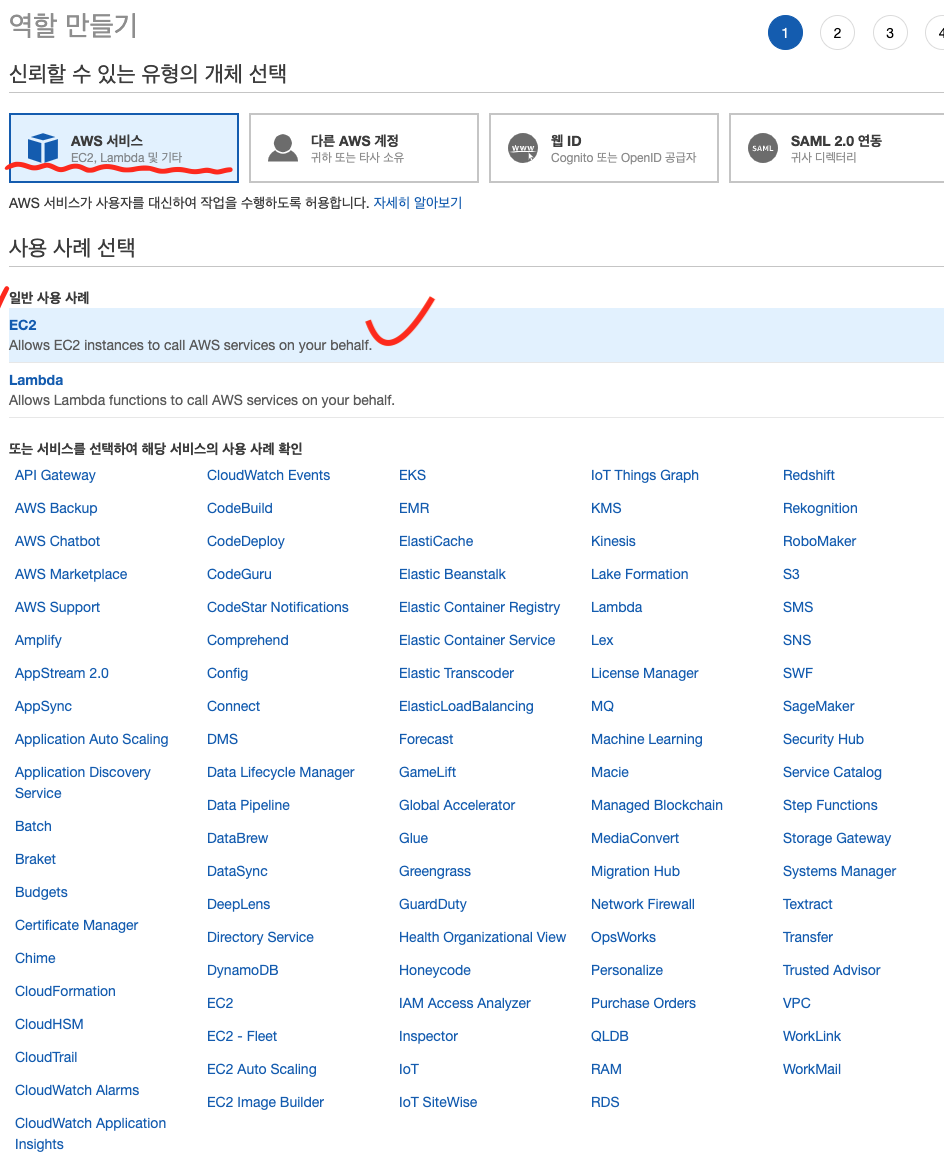 역할 만들기
1 2 3 4
신뢰할 수 있는 유형의 개체 선택
AWS 서비스
EC2, Lambda 및 기타
다른 AWS 계정
귀하 또는 타사 소유
www
웹 ID
Cognito 또는 OpenID 공급자
SAML
SAML 2.0 연동
귀사 디렉터리
AWS 서비스가 사용자를 대신하여 작업을 수행하도록 허용합니다. 자세히 알아보기
사용 사례 선택
일반 사용 사례
EC2
Allows EC2 instances to call AWS services on your behalf.
Lambda
Allows Lambda functions to call AWS services on your behalf.
또는 서비스를 선택하여 해당 서비스의 사용 사례 확인
API Gateway
AWS Backup
AWS Chatbot
AWS Marketplace
AWS Support
Amplify
AppStream 2.0
AppSync
Application Auto Scaling
Application Discovery
Service
Batch
Braket
Budgets
Certificate Manager
Chime
CloudFormation
CloudHSM
CloudTrail
CloudWatch Alarms
CloudWatch Application
Insights
CloudWatch Events
CodeBuild
CodeDeploy
CodeGuru
CodeStar Notifications
Comprehend
Config
Connect
DMS
Data Lifecycle Manager
Data Pipeline
DataBrew
DataSync
DeepLens
Directory Service
DynamoDB
EC2
EC2 - Fleet
EC2 Auto Scaling
EC2 Image Builder
EKS
EMR
ElastiCache
Elastic Beanstalk
Elastic Container Registry
Elastic Container Service
Elastic Transcoder
ElasticLoadBalancing
Forecast
GameLift
Global Accelerator
Glue
Greengrass
GuardDuty
Health Organizational View
Honeycode
IAM Access Analyzer
Inspector
IoT
IoT SiteWise
IoT Things Graph
KMS
Kinesis
Lake Formation
Lambda
Lex
License Manager
MQ
Machine Learning
Macie
Managed Blockchain
MediaConvert
Migration Hub
Network Firewall
OpsWorks
Personalize
Purchase Orders
QLDB
RAM
RDS
Redshift
Rekognition
RoboMaker
S3
SMS
SNS
SWF
SageMaker
Security Hub
Service Catalog
Step Functions
Storage Gateway
Systems Manager
Textract
Transfer
Trusted Advisor
VPC
WorkLink
WorkMail